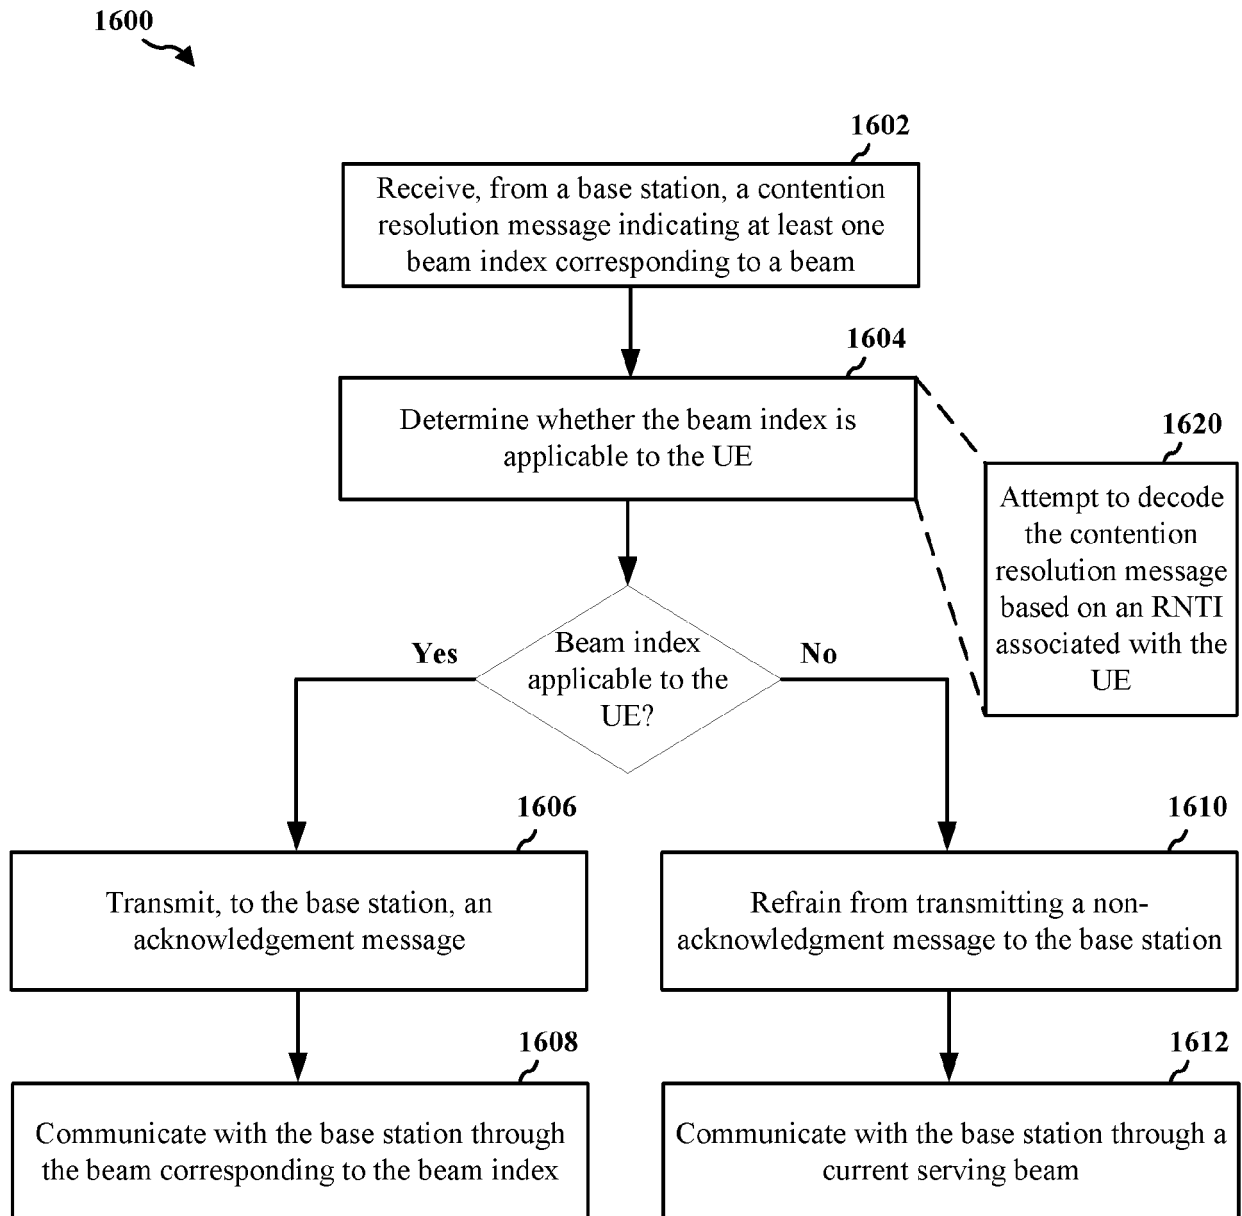 1600
1602
Receive, from a base station, a contention
resolution message indicating at least one
beam index corresponding to a beam
1604
Determine whether the beam index is
applicable to the UE
1620
Attempt to decode
the contention
resolution message
based on an RNTI
associated with the
UE
Yes
Beam index
applicable to the
UE?
No
1606
Transmit, to the base station, an
acknowledgement message
1610
Refrain from transmitting a non-
acknowledgment message to the base station
1608
Communicate with the base station through
the beam corresponding to the beam index
1612
Communicate with the base station through a
current serving beam